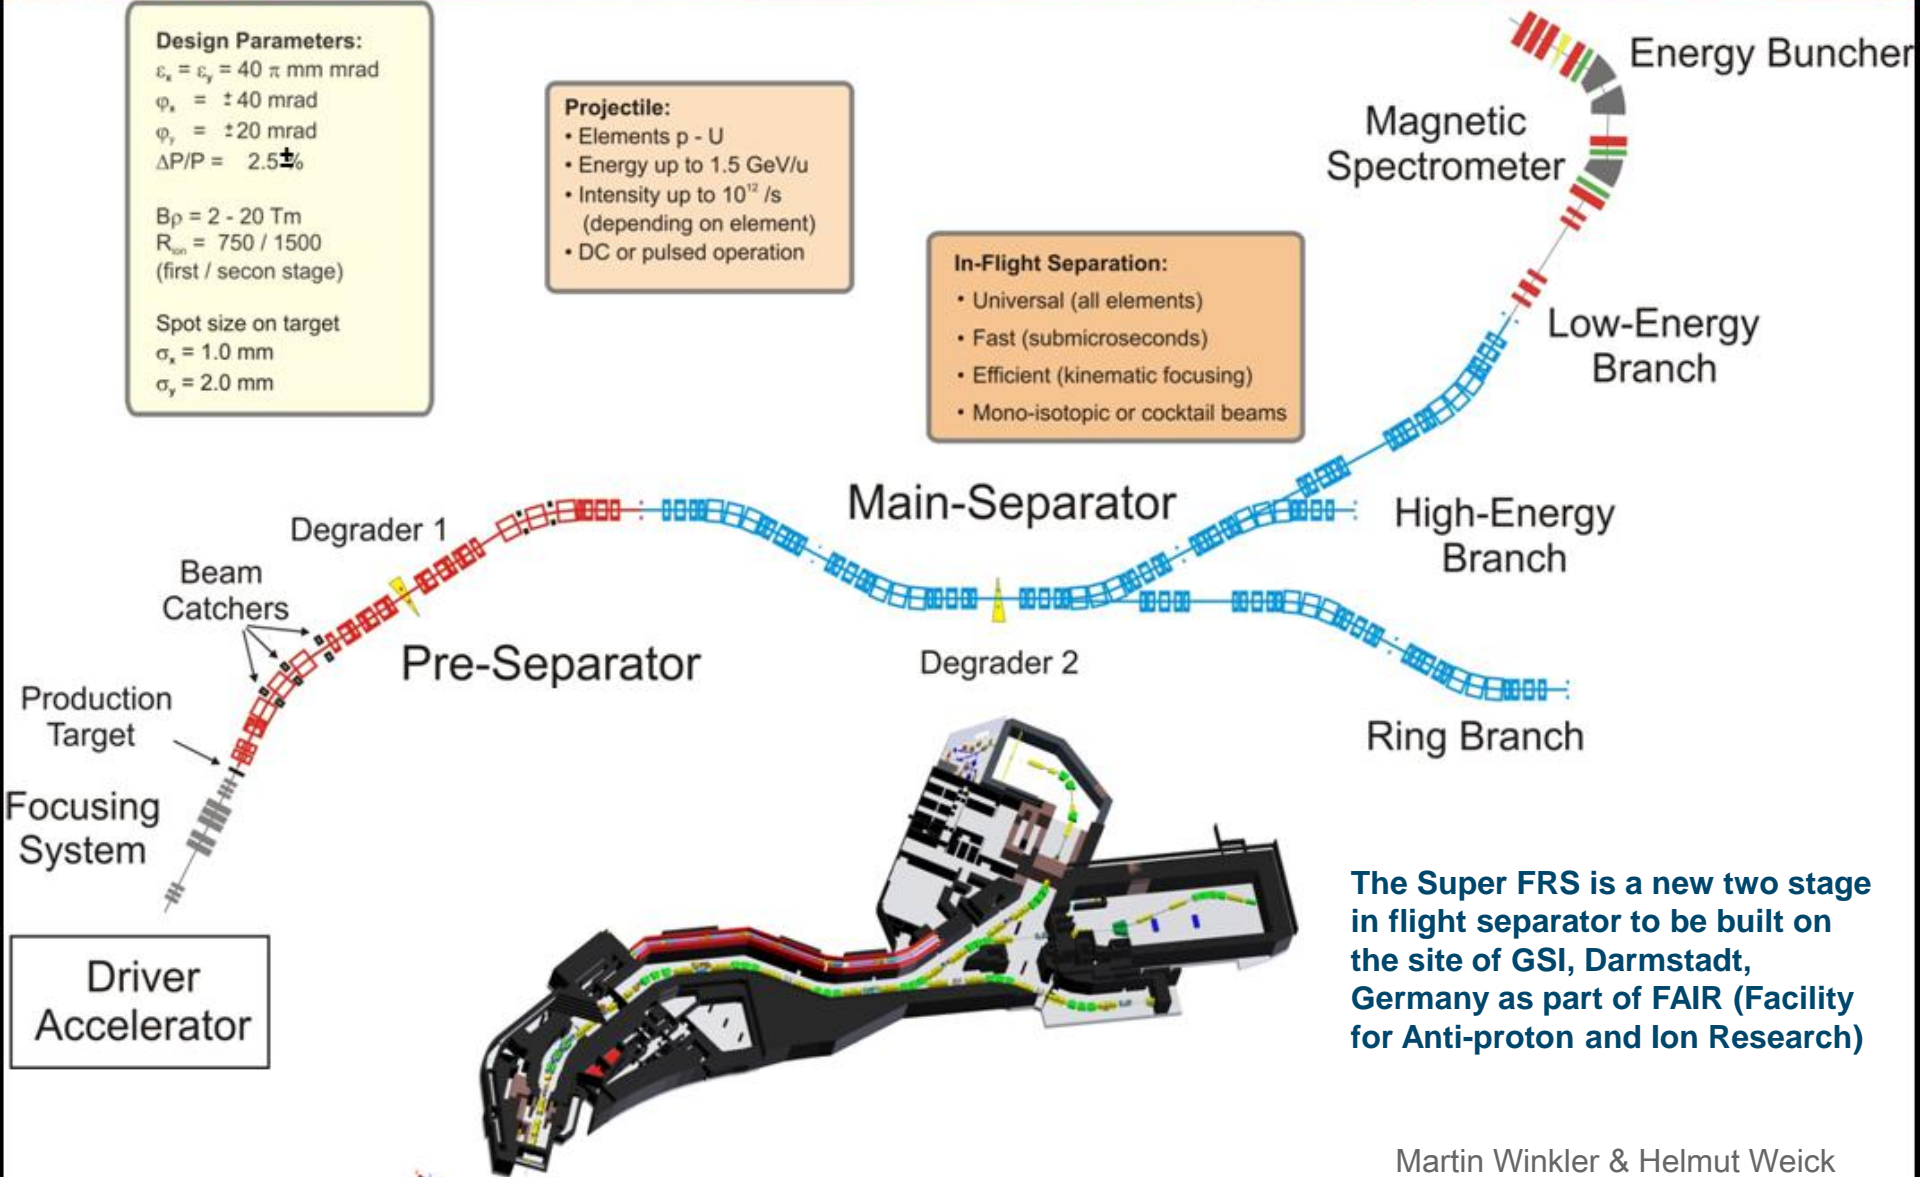 Design Parameters:
εx = εy = 40 π mm mrad
φx = ±40 mrad
φy = ±20 mrad
ΔP/P = 2.5±%
Bρ = 2 - 20 Tm
Rion = 750 / 1500
(first / secon stage)
Spot size on target
σx = 1.0 mm
σy = 2.0 mm
Projectile:
• Elements p - U
• Energy up to 1.5 GeV/u
• Intensity up to 10¹² /s
(depending on element)
• DC or pulsed operation
In-Flight Separation:
• Universal (all elements)
• Fast (submicroseconds)
• Efficient (kinematic focusing)
• Mono-isotopic or cocktail beams
Energy Buncher
Magnetic
Spectrometer
Low-Energy
Branch
Main-Separator
High-Energy
Branch
Degrader 1
Beam
Catchers
Pre-Separator
Degrader 2
Production
Target
Ring Branch
Focusing
System
Driver
Accelerator
The Super FRS is a new two stage
in flight separator to be built on
the site of GSI, Darmstadt,
Germany as part of FAIR (Facility
for Anti-proton and Ion Research)
Martin Winkler & Helmut Weick